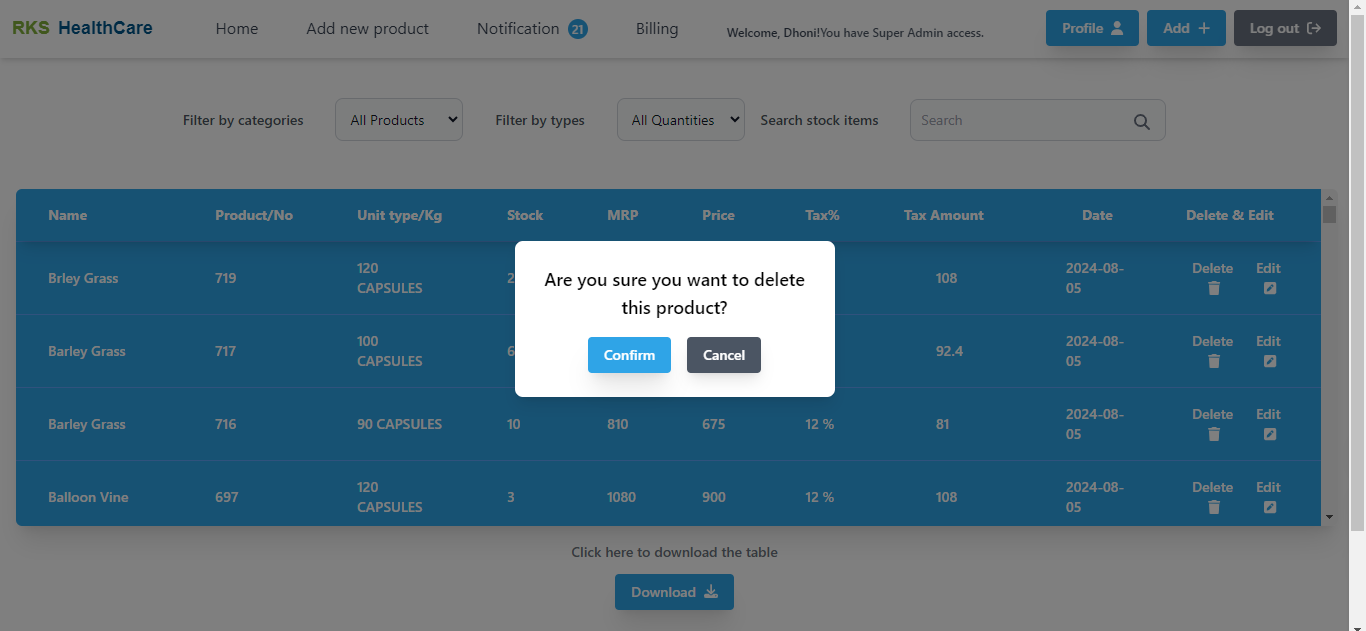 RKS HealthCare Home Add new product Notification 21 Billing Welcome, Dhoni!You have Super Admin access. Profile Add Log out
Filter by categories All Products Filter by types All Quantities Search stock items Search
Name Product/No Unit type/Kg Stock MRP Price Tax% Tax Amount Date Delete & Edit
Brley Grass 719 120 CAPSULES 108 2024-08-05 Delete Edit
Are you sure you want to delete
this product?
Confirm Cancel
Barley Grass 717 100 CAPSULES 92.4 2024-08-05 Delete Edit
Barley Grass 716 90 CAPSULES 10 810 675 12 % 81 2024-08-05 Delete Edit
Balloon Vine 697 120 CAPSULES 3 1080 900 12 % 108 2024-08-05 Delete Edit
Click here to download the table
Download